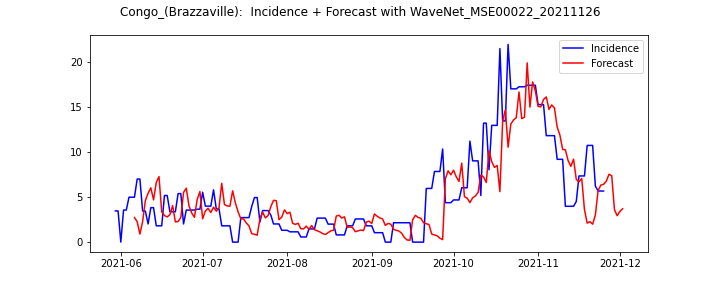 Congo_(Brazzaville):  Incidence + Forecast with WaveNet_MSE00022_20211126
Incidence
Forecast
20
15
10
5
0
2021-06 2021-07 2021-08 2021-09 2021-10 2021-11 2021-12